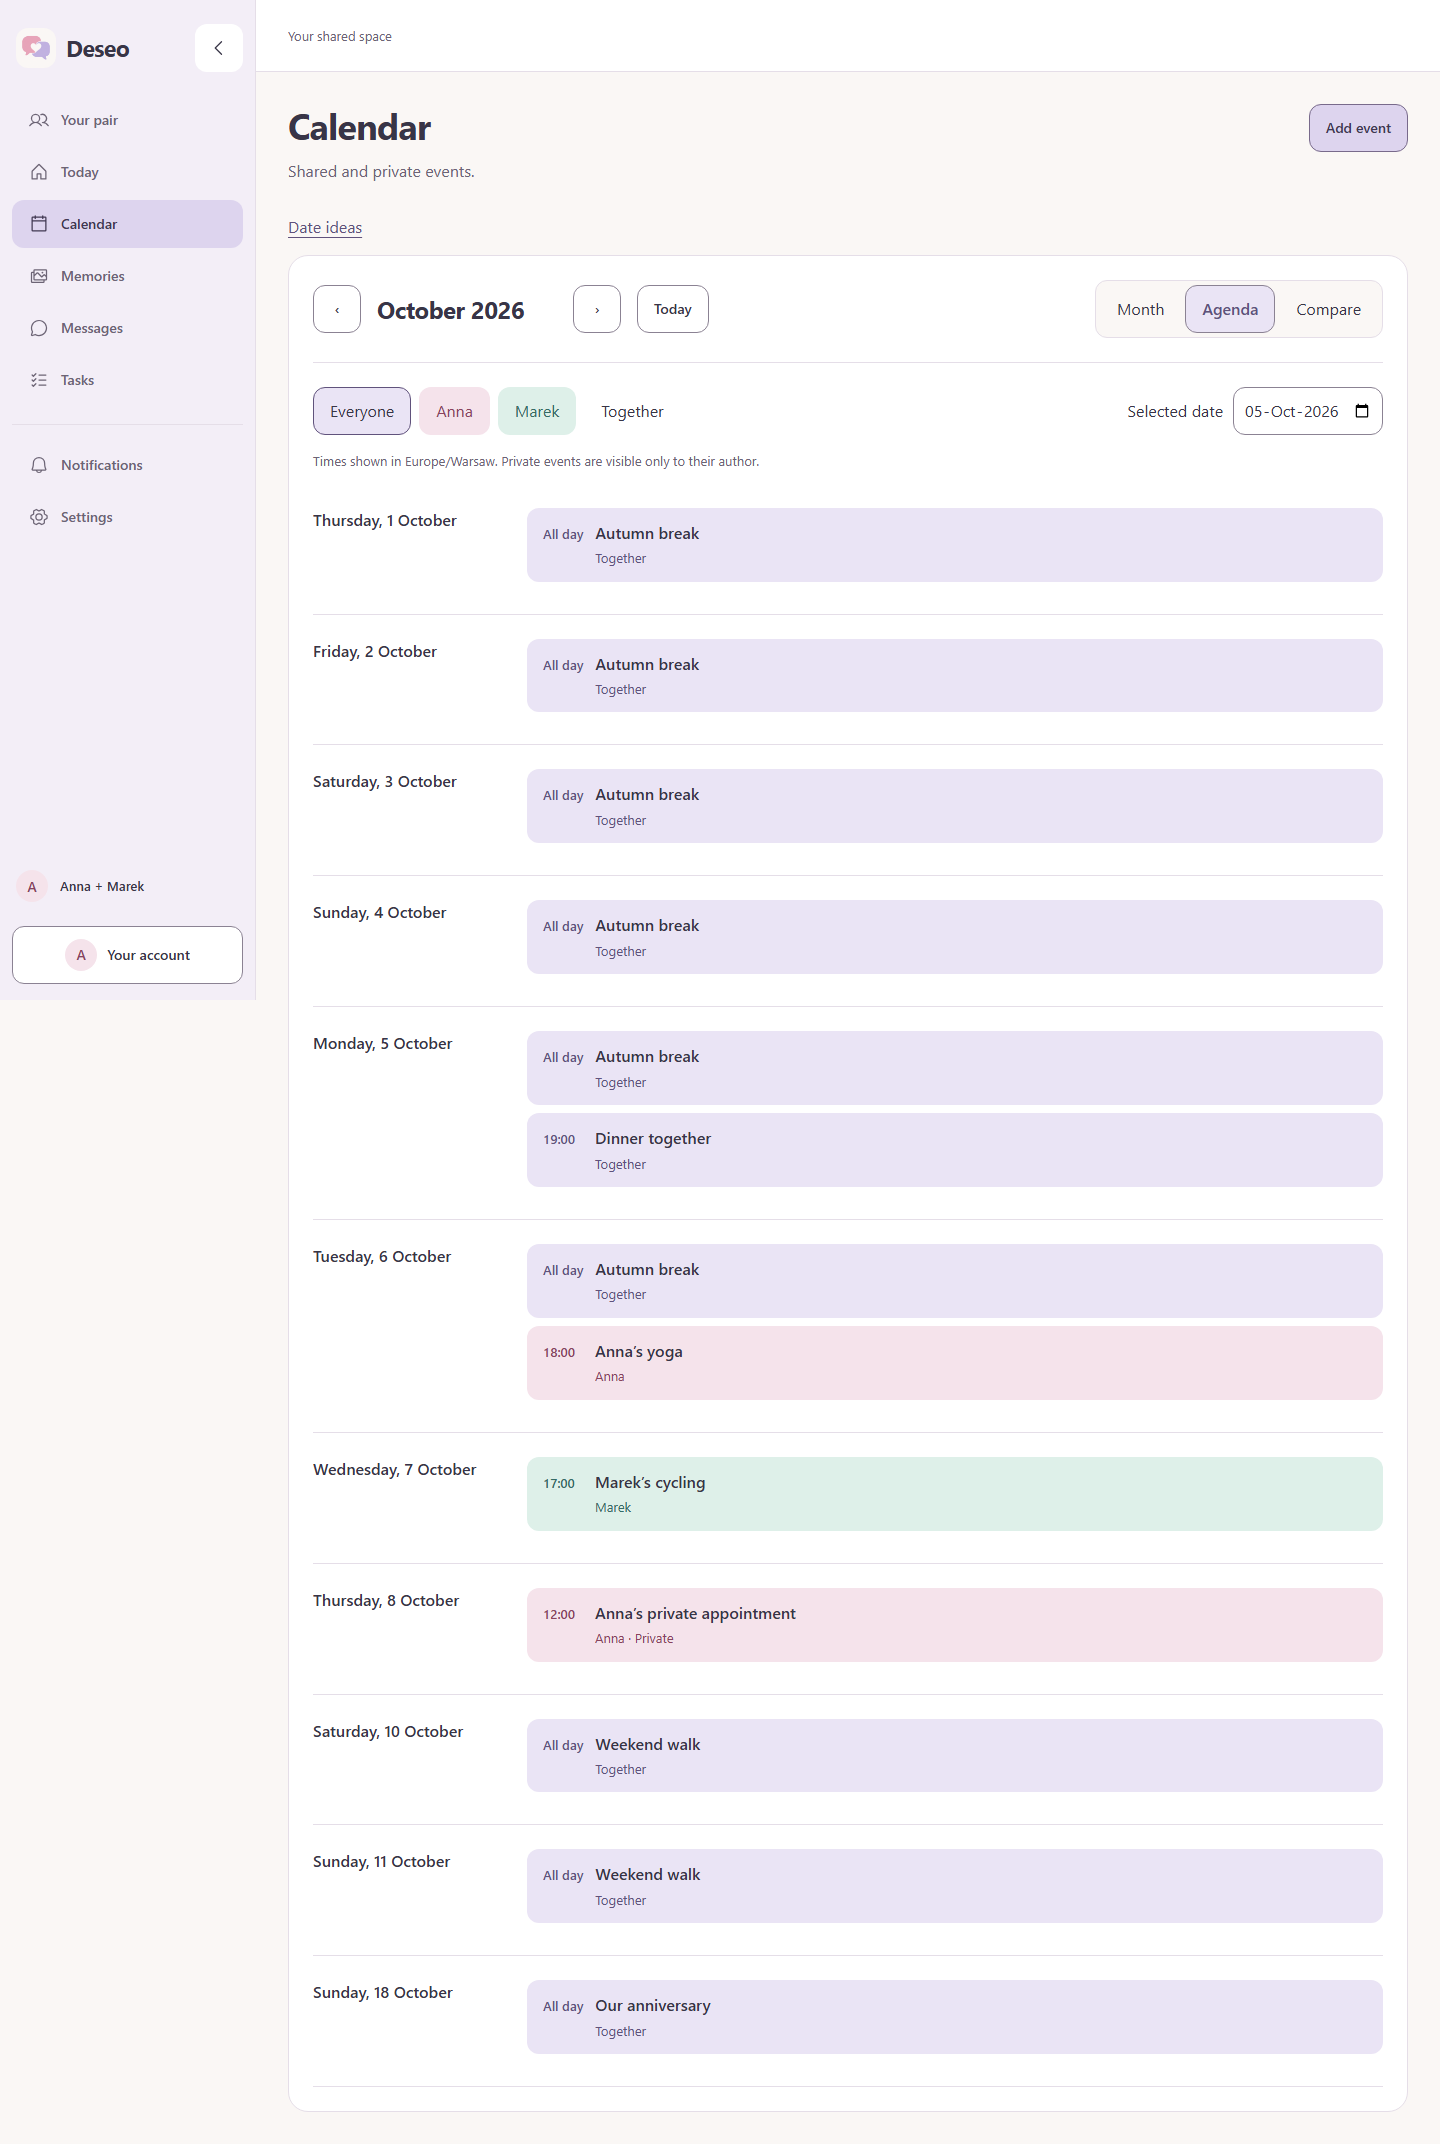 Deseo
Your pair
Today
Calendar
Memories
Messages
Tasks
Notifications
Settings
A
Anna + Marek
A
Your account
Your shared space
Calendar
Add event
Shared and private events.
Date ideas
‹
October 2026
›
Today
Month
Agenda
Compare
Everyone
Anna
Marek
Together
Selected date
05-Oct-2026
Times shown in Europe/Warsaw. Private events are visible only to their author.
Thursday, 1 October
All day Autumn break
Together
Friday, 2 October
All day Autumn break
Together
Saturday, 3 October
All day Autumn break
Together
Sunday, 4 October
All day Autumn break
Together
Monday, 5 October
All day Autumn break
Together
19:00 Dinner together
Together
Tuesday, 6 October
All day Autumn break
Together
18:00 Anna’s yoga
Anna
Wednesday, 7 October
17:00 Marek’s cycling
Marek
Thursday, 8 October
12:00 Anna’s private appointment
Anna · Private
Saturday, 10 October
All day Weekend walk
Together
Sunday, 11 October
All day Weekend walk
Together
Sunday, 18 October
All day Our anniversary
Together